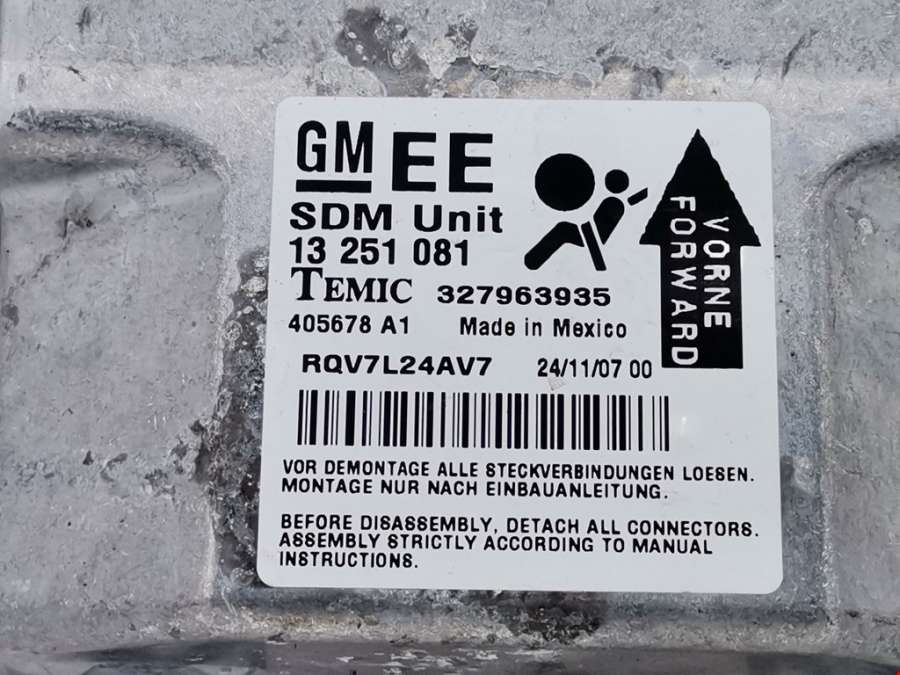 GM EE
SDM Unit
13 251 081
TEMIC 327963935
405678 A1 Made in Mexico
RQV7L24AV7 24/11/07 00
VORNE
FORWARD
VOR DEMONTAGE ALLE STECKVERBINDUNGEN LOESEN.
MONTAGE NUR NACH EINBAUANLEITUNG.
BEFORE DISASSEMBLY, DETACH ALL CONNECTORS.
ASSEMBLY STRICTLY ACCORDING TO MANUAL
INSTRUCTIONS.